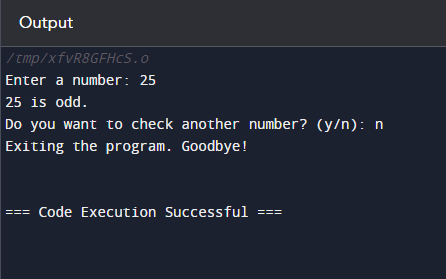 Output
/tmp/xfvR8GFHcS.o
Enter a number: 25
25 is odd.
Do you want to check another number? (y/n): n
Exiting the program. Goodbye!
=== Code Execution Successful ===